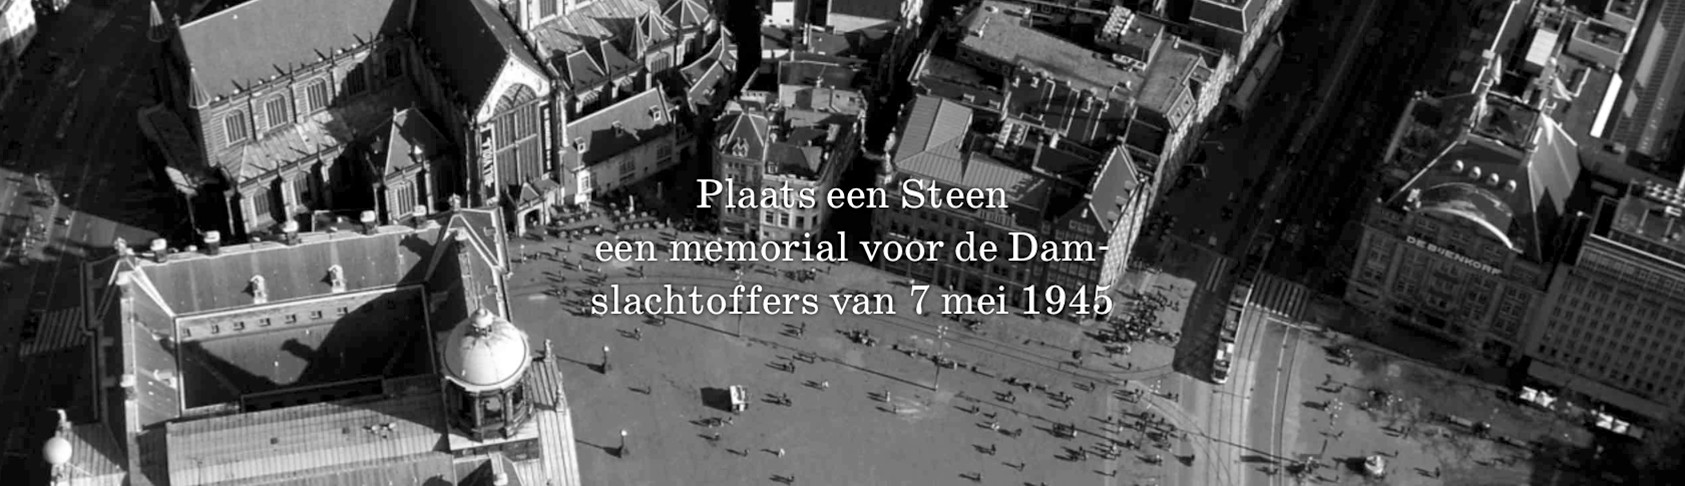 Plaats een Steen
een memorial voor de Dam-
slachtoffers van 7 mei 1945
DE BIJENKORF